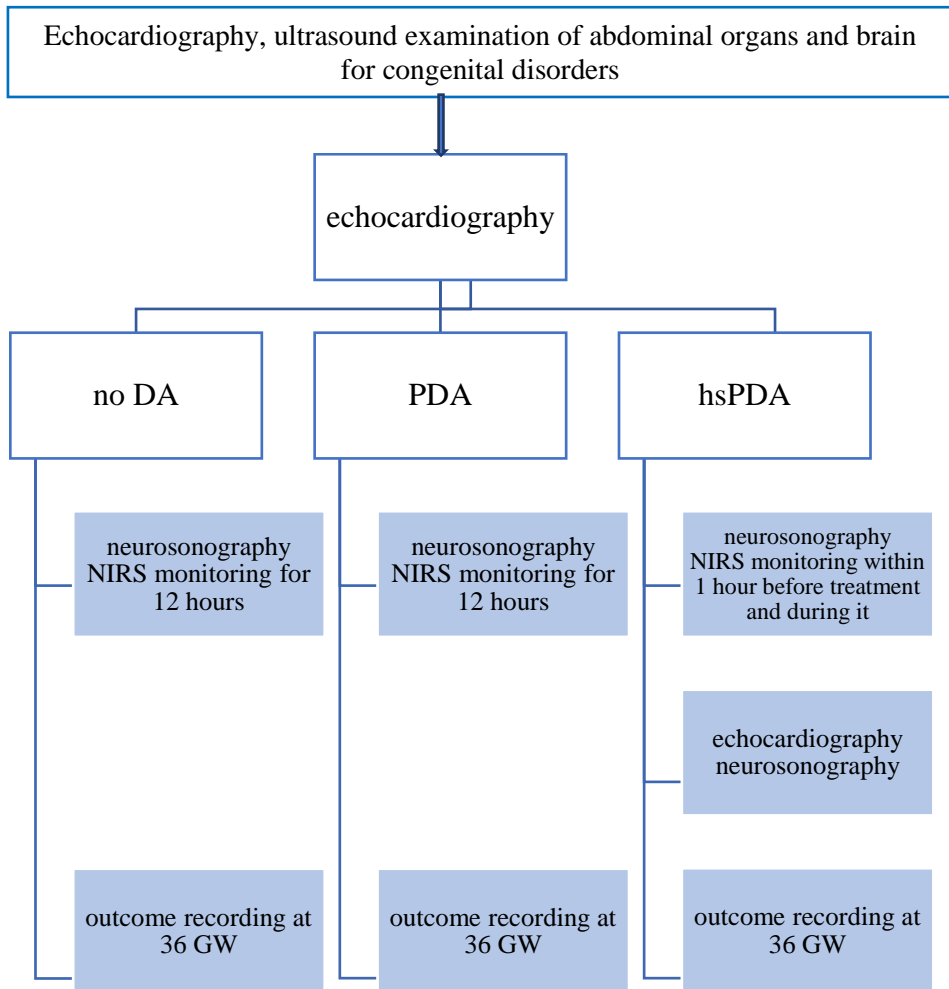 Echocardiography, ultrasound examination of abdominal organs and brain
for congenital disorders
echocardiography
no DA
PDA
hsPDA
neurosonography
NIRS monitoring for
12 hours
neurosonography
NIRS monitoring for
12 hours
neurosonography
NIRS monitoring within
1 hour before treatment
and during it
echocardiography
neurosonography
outcome recording at
36 GW
outcome recording at
36 GW
outcome recording at
36 GW